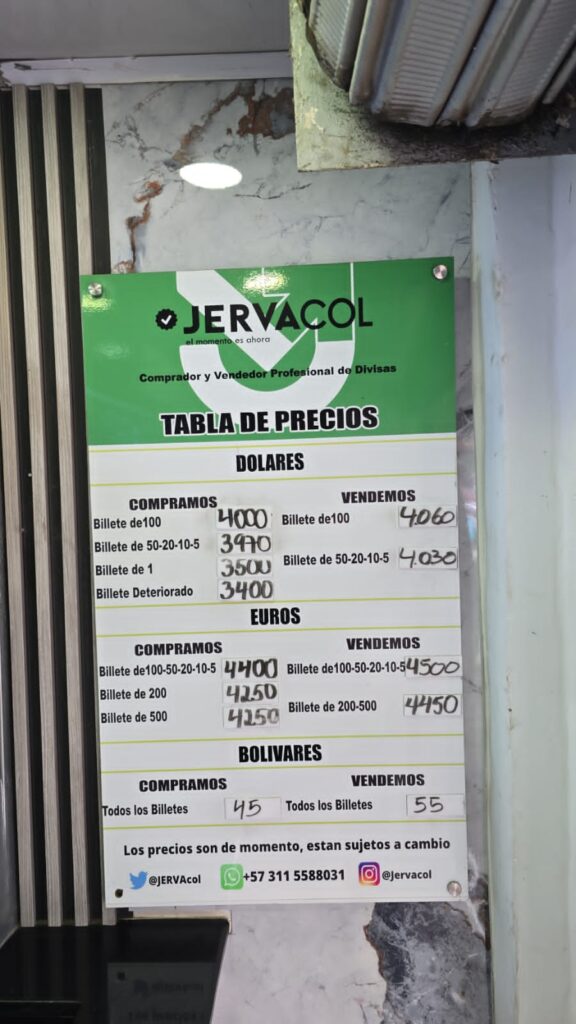 JERVACOL
el momento es ahora
Comprador y Vendedor Profesional de Divisas
TABLA DE PRECIOS
DOLARES
COMPRAMOS VENDEMOS
Billete de100 4000 Billete de100 4.060
Billete de 50-20-10-5 3970 Billete de 50-20-10-5 4.030
Billete de 1 3500
Billete Deteriorado 3400
EUROS
COMPRAMOS VENDEMOS
Billete de100-50-20-10-5 4400 Billete de100-50-20-10-5 4500
Billete de 200 4250 Billete de 200-500 4450
Billete de 500 4250
BOLIVARES
COMPRAMOS VENDEMOS
Todos los Billetes 45 Todos los Billetes 55
Los precios son de momento, estan sujetos a cambio
@JERVAcol +57 311 5588031 @Jervacol